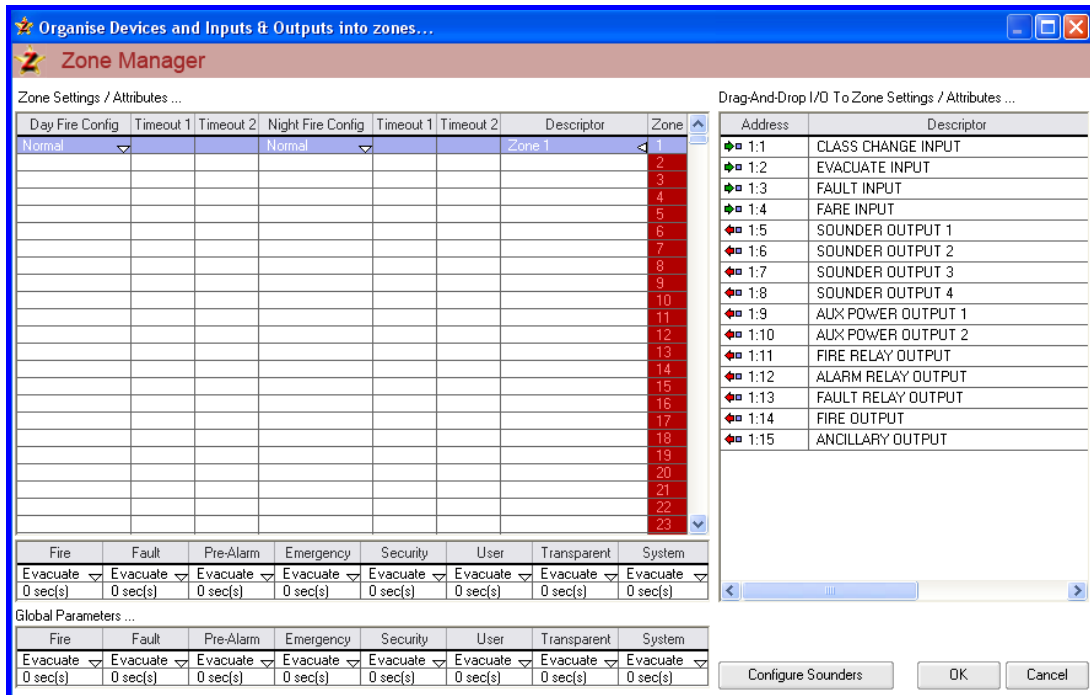 Organise Devices and Inputs & Outputs into zones...
Z Zone Manager
Zone Settings / Attributes ...
Day Fire Config Timeout 1 Timeout 2 Night Fire Config Timeout 1 Timeout 2 Descriptor Zone
Normal Normal Zone 1 1
2
3
4
5
6
7
8
9
10
11
12
13
14
15
16
17
18
19
20
21
22
23
Fire Fault Pre-Alarm Emergency Security User Transparent System
Evacuate Evacuate Evacuate Evacuate Evacuate Evacuate Evacuate Evacuate
0 sec(s) 0 sec(s) 0 sec(s) 0 sec(s) 0 sec(s) 0 sec(s) 0 sec(s) 0 sec(s)
Global Parameters ...
Fire Fault Pre-Alarm Emergency Security User Transparent System
Evacuate Evacuate Evacuate Evacuate Evacuate Evacuate Evacuate Evacuate
0 sec(s) 0 sec(s) 0 sec(s) 0 sec(s) 0 sec(s) 0 sec(s) 0 sec(s) 0 sec(s)
Drag-And-Drop I/O To Zone Settings / Attributes ...
Address Descriptor
1:1 CLASS CHANGE INPUT
1:2 EVACUATE INPUT
1:3 FAULT INPUT
1:4 FARE INPUT
1:5 SOUNDER OUTPUT 1
1:6 SOUNDER OUTPUT 2
1:7 SOUNDER OUTPUT 3
1:8 SOUNDER OUTPUT 4
1:9 AUX POWER OUTPUT 1
1:10 AUX POWER OUTPUT 2
1:11 FIRE RELAY OUTPUT
1:12 ALARM RELAY OUTPUT
1:13 FAULT RELAY OUTPUT
1:14 FIRE OUTPUT
1:15 ANCILLARY OUTPUT
Configure Sounders OK Cancel